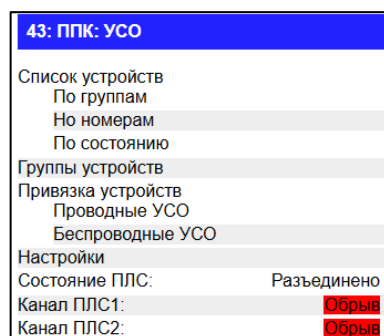 43: ППК: УСО
Список устройств
По группам
Но номерам
По состоянию
Группы устройств
Привязка устройств
Проводные УСО
Беспроводные УСО
Настройки
Состояние ПЛС: Разъединено
Канал ПЛС1: Обрыв
Канал ПЛС2: Обрыв